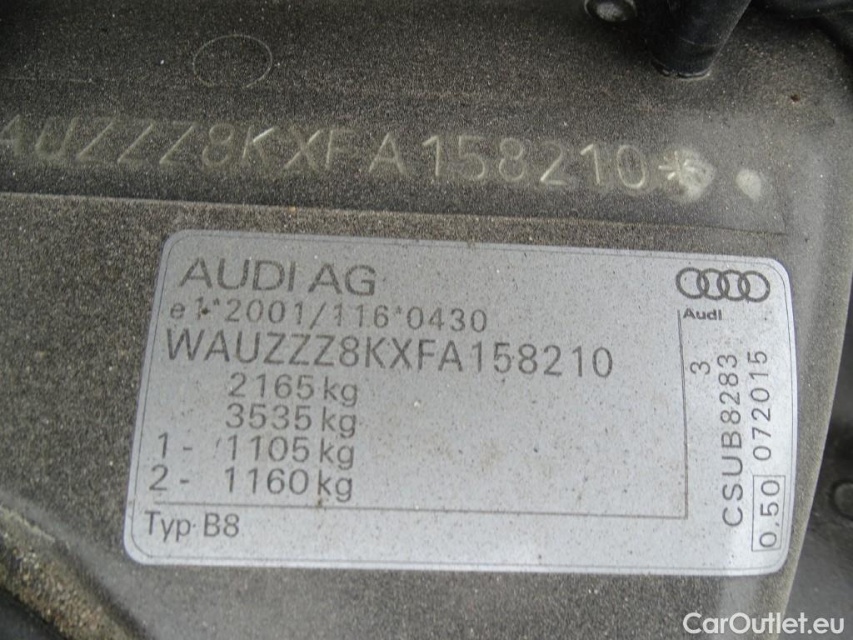 AUZZZ8KXFA158210*
AUDI AG
e1*2001/116*0430
WAUZZZ8KXFA158210
2165 kg
3535 kg
1 - 1105 kg
2 - 1160 kg
Typ B8
Audi
3
CSUB8283
0.50 072015
CarOutlet.eu